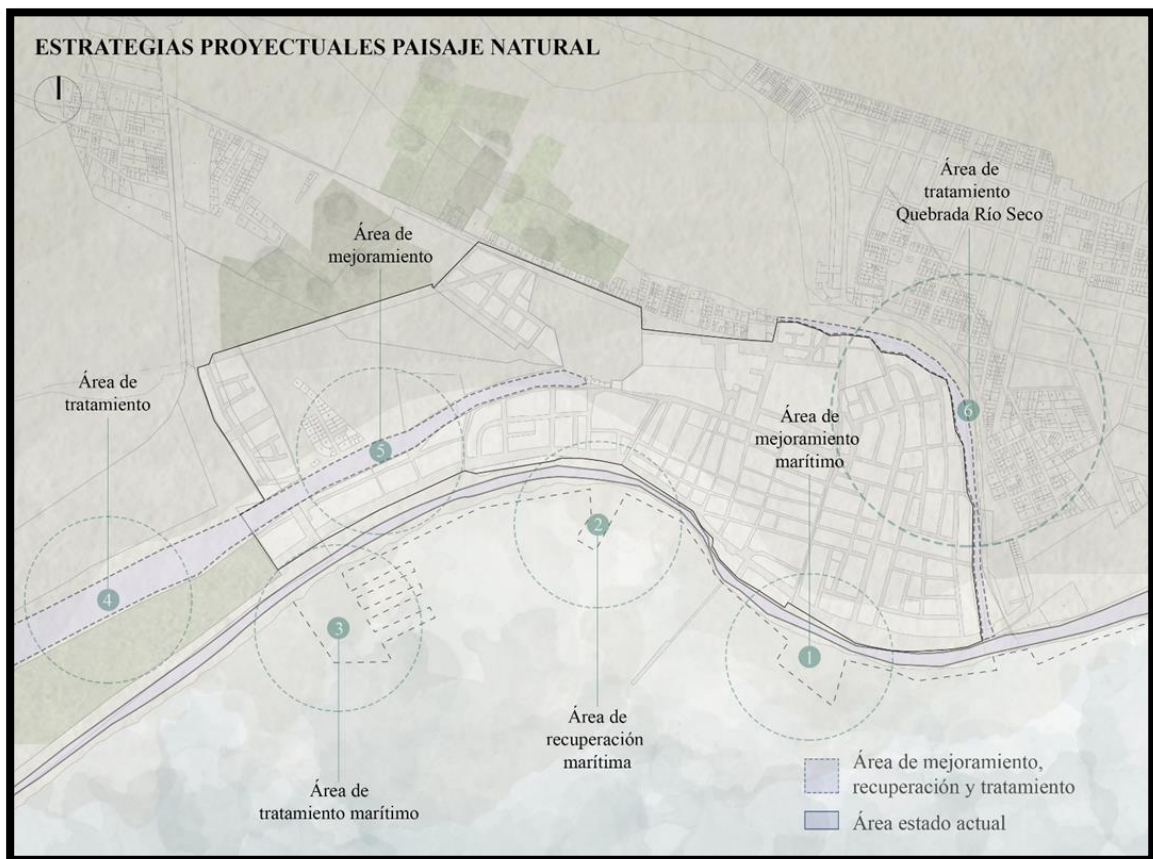 ESTRATEGIAS PROYECTUALES PAISAJE NATURAL
Área de
tratamiento
Quebrada Río Seco
Área de
mejoramiento
Área de
tratamiento
Área de
mejoramiento
marítimo
6
5
2
4
3
1
Área de
recuperación
marítima
Área de
tratamiento marítimo
Área de mejoramiento,
recuperación y tratamiento
Área estado actual